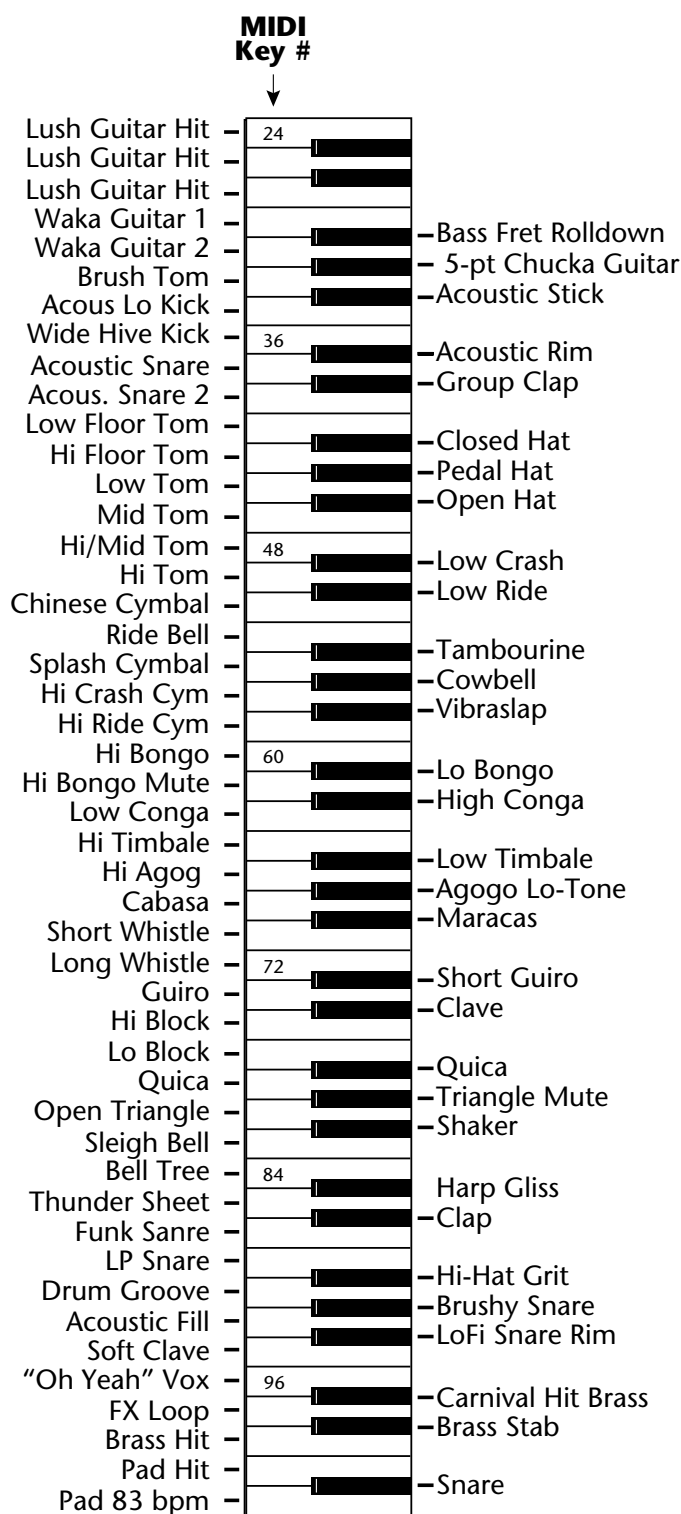 MIDI
Key #
Lush Guitar Hit
24
Lush Guitar Hit
Lush Guitar Hit
Waka Guitar 1
Bass Fret Rolldown
Waka Guitar 2
5-pt Chucka Guitar
Brush Tom
Acoustic Stick
Acous Lo Kick
Wide Hive Kick
36
Acoustic Rim
Acoustic Snare
Group Clap
Acous. Snare 2
Low Floor Tom
Closed Hat
Hi Floor Tom
Pedal Hat
Low Tom
Open Hat
Mid Tom
Hi/Mid Tom
48
Low Crash
Hi Tom
Low Ride
Chinese Cymbal
Ride Bell
Tambourine
Splash Cymbal
Cowbell
Hi Crash Cym
Vibraslap
Hi Ride Cym
Hi Bongo
60
Lo Bongo
Hi Bongo Mute
High Conga
Low Conga
Hi Timbale
Low Timbale
Hi Agog
Agogo Lo-Tone
Cabasa
Maracas
Short Whistle
Long Whistle
72
Short Guiro
Guiro
Clave
Hi Block
Lo Block
Quica
Quica
Triangle Mute
Open Triangle
Shaker
Sleigh Bell
Bell Tree
84
Harp Gliss
Thunder Sheet
Clap
Funk Sanre
LP Snare
Hi-Hat Grit
Drum Groove
Brushy Snare
Acoustic Fill
LoFi Snare Rim
Soft Clave
“Oh Yeah” Vox
96
Carnival Hit Brass
FX Loop
Brass Stab
Brass Hit
Pad Hit
Snare
Pad 83 bpm